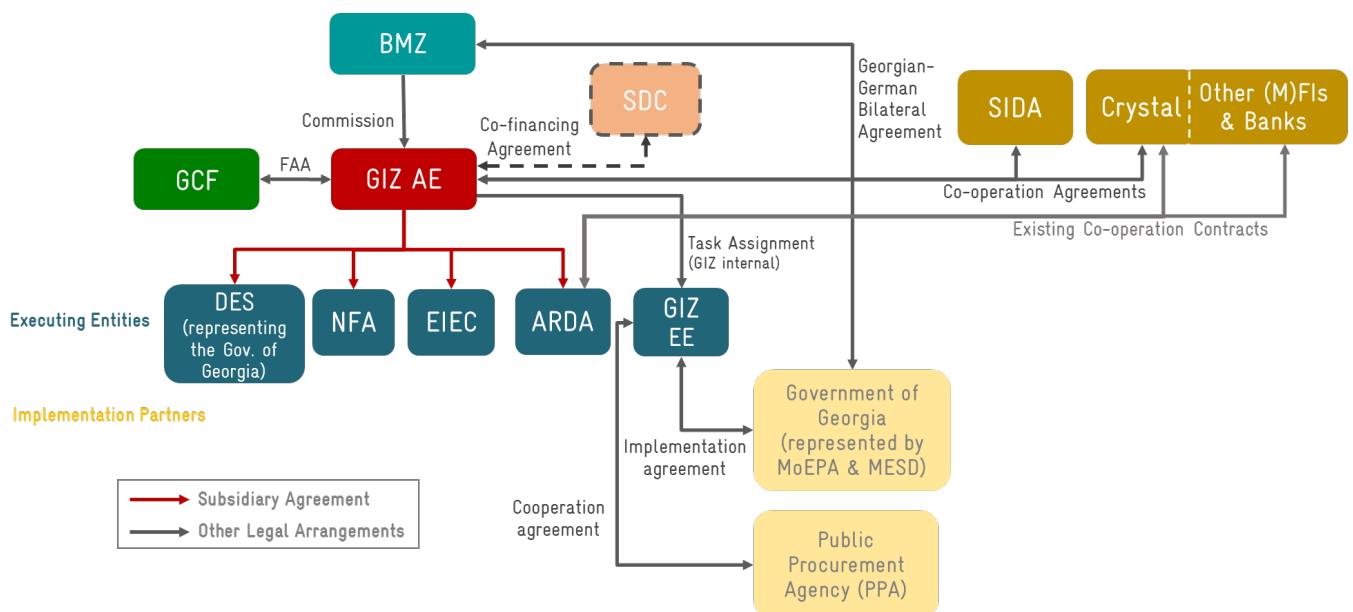 BMZ
Georgian-
German
Bilateral
Agreement
SDC
SIDA
Crystal
Other (M)FIs
& Banks
Commission
Co-financing
Agreement
GCF
FAA
GIZ AE
Co-operation Agreements
Existing Co-operation Contracts
Task Assignment
(GIZ internal)
Executing Entities
DES
(representing
the Gov. of
Georgia)
NFA
EIEC
ARDA
GIZ
EE
Implementation Partners
Government of
Georgia
(represented by
MoEPA & MESD)
Implementation
agreement
Subsidiary Agreement
Other Legal Arrangements
Cooperation
agreement
Public
Procurement
Agency (PPA)